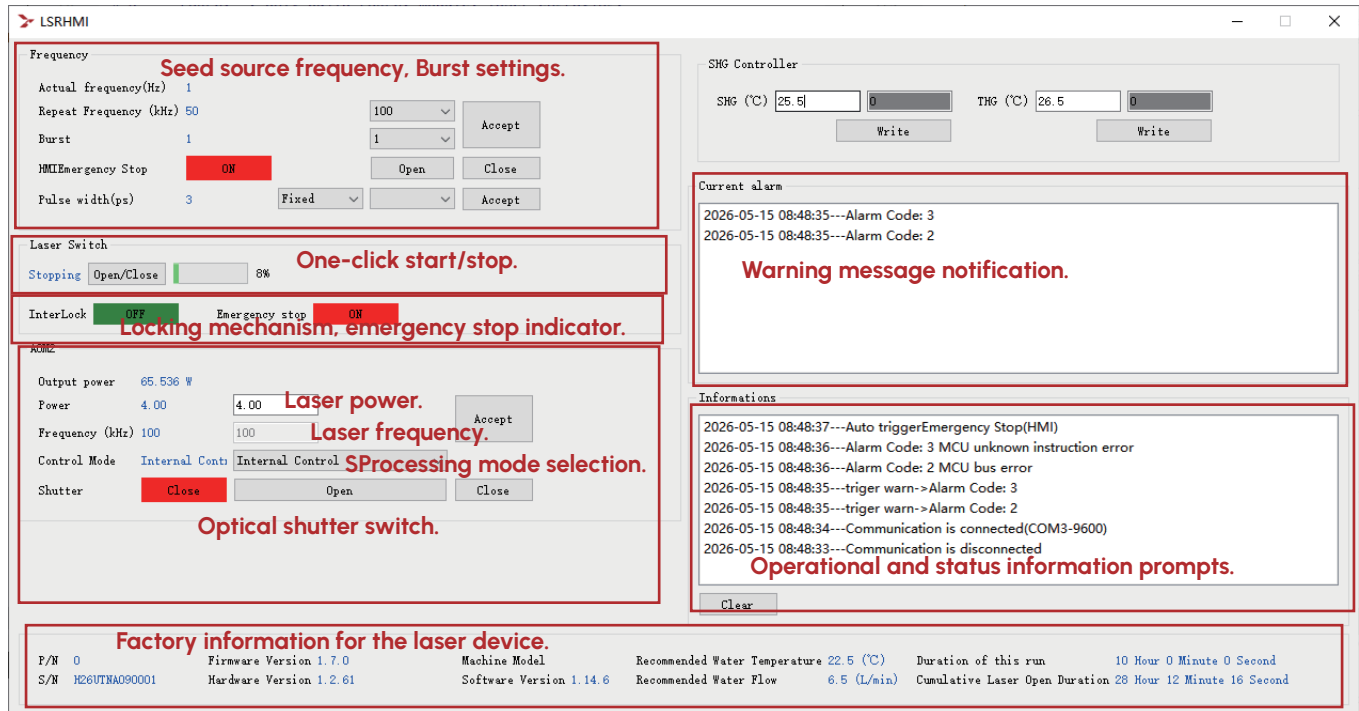 LSRHMI
Frequency
Seed source frequency, Burst settings.
Actual frequency(Hz) 1
Repeat Frequency (kHz) 50 100
Accept
Burst 1 1
HMIEmergency Stop ON Open Close
Pulse width(ps) 3 Fixed Accept
Laser Switch
One-click start/stop.
Stopping Open/Close 8%
InterLock OFF Emergency stop ON
Locking mechanism, emergency stop indicator.
AOM2
Output power 65.536 W
Power 4.00 4.00 Laser power.
Accept
Frequency (kHz) 100 100 Laser frequency.
Control Mode Internal Cont: Internal Control SProcessing mode selection.
Shutter Close Open Close
Optical shutter switch.
SHG Controller
SHG (℃) 25.5 0 THG (℃) 26.5 0
Write Write
Current alarm
2026-05-15 08:48:35---Alarm Code: 3
2026-05-15 08:48:35---Alarm Code: 2
Warning message notification.
Informations
2026-05-15 08:48:37---Auto triggerEmergency Stop(HMI)
2026-05-15 08:48:36---Alarm Code: 3 MCU unknown instruction error
2026-05-15 08:48:36---Alarm Code: 2 MCU bus error
2026-05-15 08:48:35---triger warn->Alarm Code: 3
2026-05-15 08:48:35---triger warn->Alarm Code: 2
2026-05-15 08:48:34---Communication is connected(COM3-9600)
2026-05-15 08:48:33---Communication is disconnected
Operational and status information prompts.
Clear
Factory information for the laser device.
P/N 0 Firmware Version 1.7.0 Machine Model Recommended Water Temperature 22.5 (℃) Duration of this run 10 Hour 0 Minute 0 Second
S/N H26UTNA090001 Hardware Version 1.2.61 Software Version 1.14.6 Recommended Water Flow 6.5 (L/min) Cumulative Laser Open Duration 28 Hour 12 Minute 16 Second